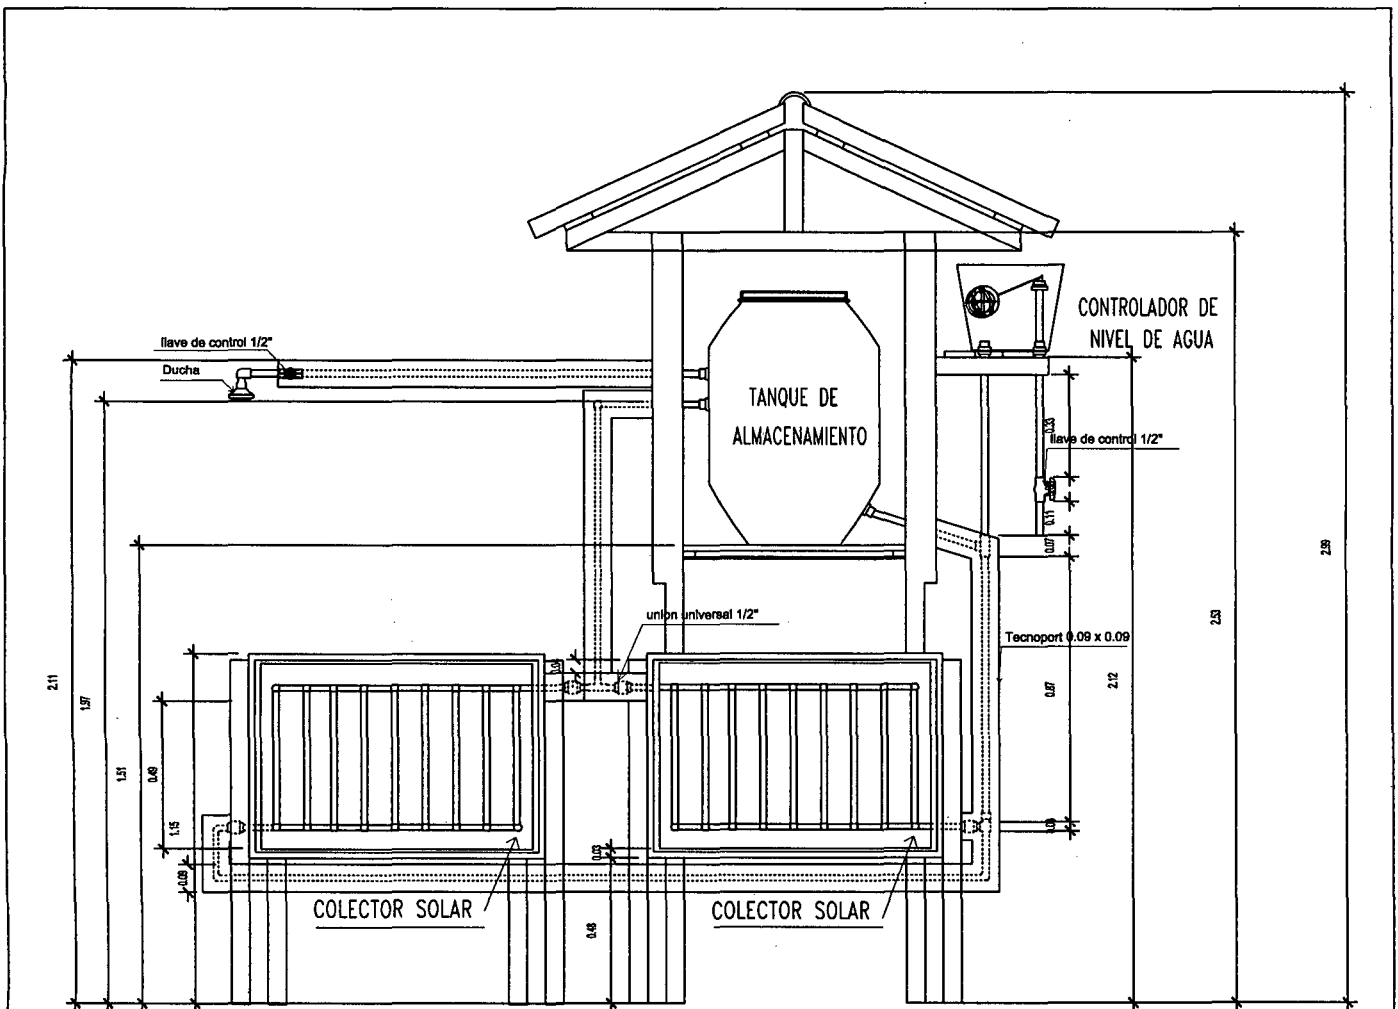 CONTROLADOR DE
NIVEL DE AGUA
llave de control 1/2"
Ducha
TANQUE DE
ALMACENAMIENTO
0.33
llave de control 1/2"
0.11
0.07
2.99
2.53
union universal 1/2"
Tecnoport 0.09 x 0.09
2.11
1.97
1.51
0.49
1.15
0.09
0.87
2.12
0.03
0.48
COLECTOR SOLAR
COLECTOR SOLAR